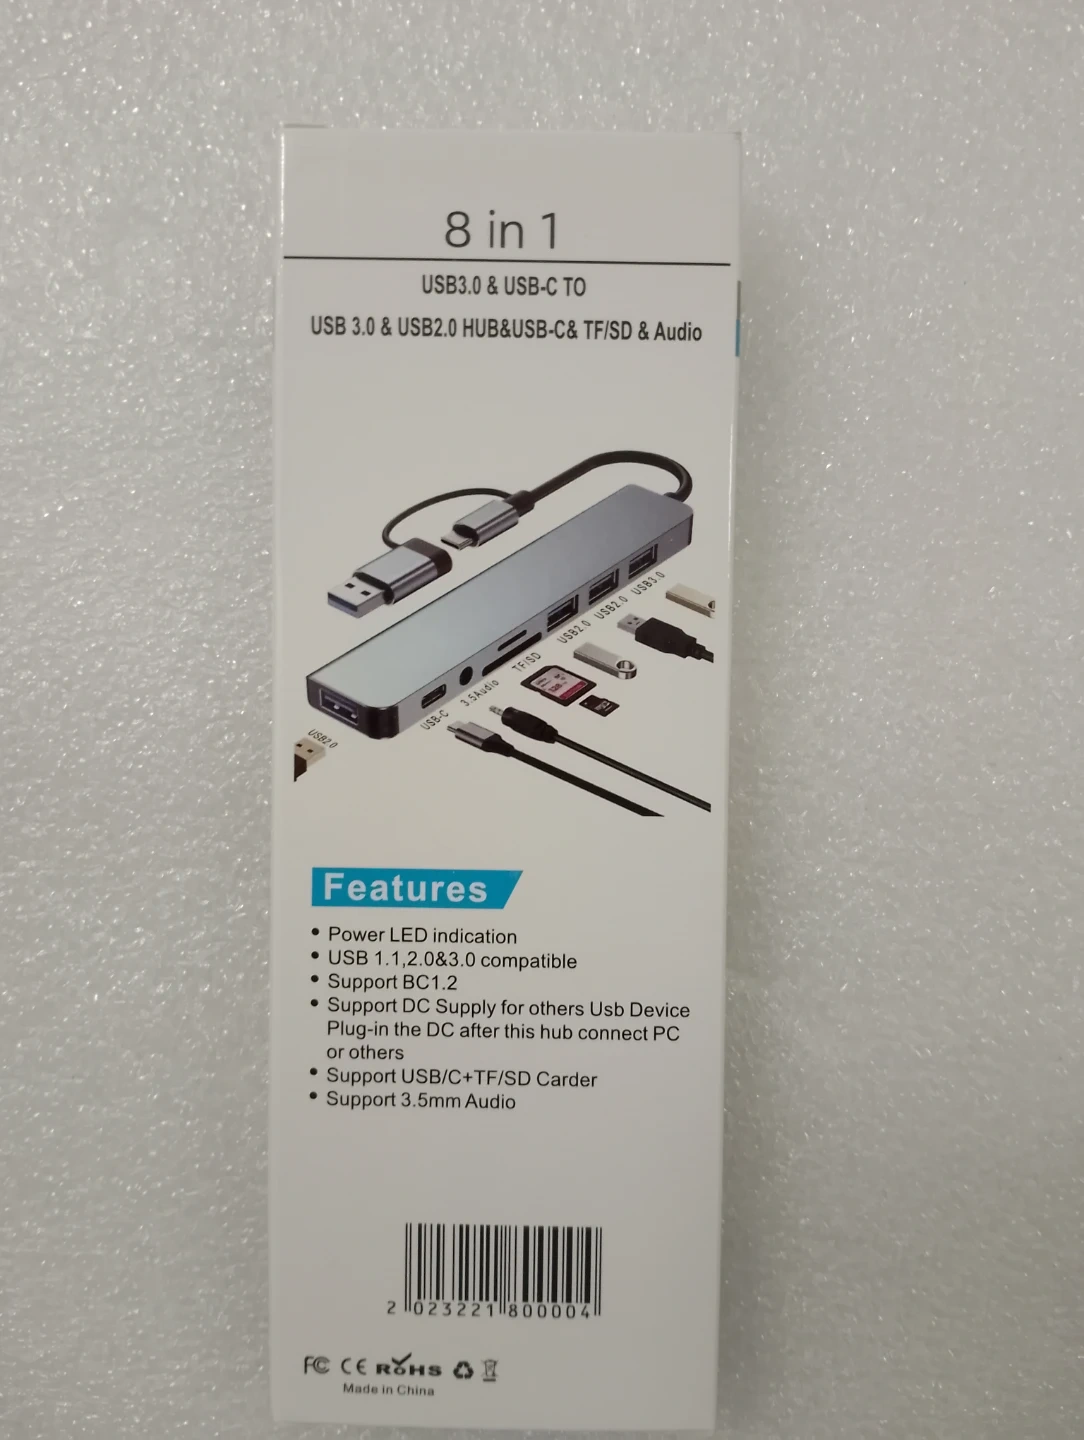 8 in 1
USB3.0 & USB-C TO
USB 3.0 & USB2.0 HUB&USB-C& TF/SD & Audio
USB3.0
USB2.0
USB2.0
TF/SD
3.5Audio
USB-C
USB2.0
Features
• Power LED indication
• USB 1.1,2.0&3.0 compatible
• Support BC1.2
• Support DC Supply for others Usb Device
Plug-in the DC after this hub connect PC
or others
• Support USB/C+TF/SD Carder
• Support 3.5mm Audio
2 023221 800004
FC CE RoHS
Made in China